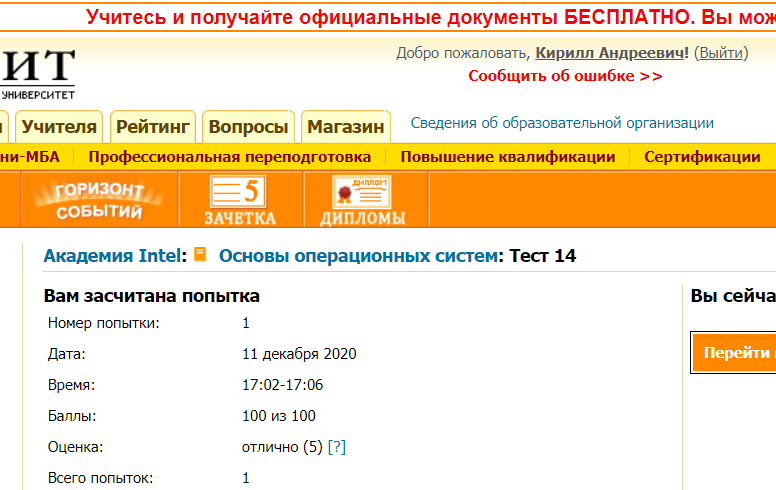 Учитесь и получайте официальные документы БЕСПЛАТНО. Вы мож
ИТ
УНИВЕРСИТЕТ
Добро пожаловать, Кирилл Андреевич! (Выйти)
Сообщить об ошибке >>
Учителя Рейтинг Вопросы Магазин Сведения об образовательной организации
ни-МБА Профессиональная переподготовка Повышение квалификации Сертификации
ГОРИЗОНТ СОБЫТИЙ
5
ЗАЧЕТКА
ДИПЛОМ
ДИПЛОМЫ
Академия Intel: Основы операционных систем: Тест 14
Вам засчитана попытка
Номер попытки: 1
Дата: 11 декабря 2020
Время: 17:02-17:06
Баллы: 100 из 100
Оценка: отлично (5) [?]
Всего попыток: 1
Вы сейча
Перейти